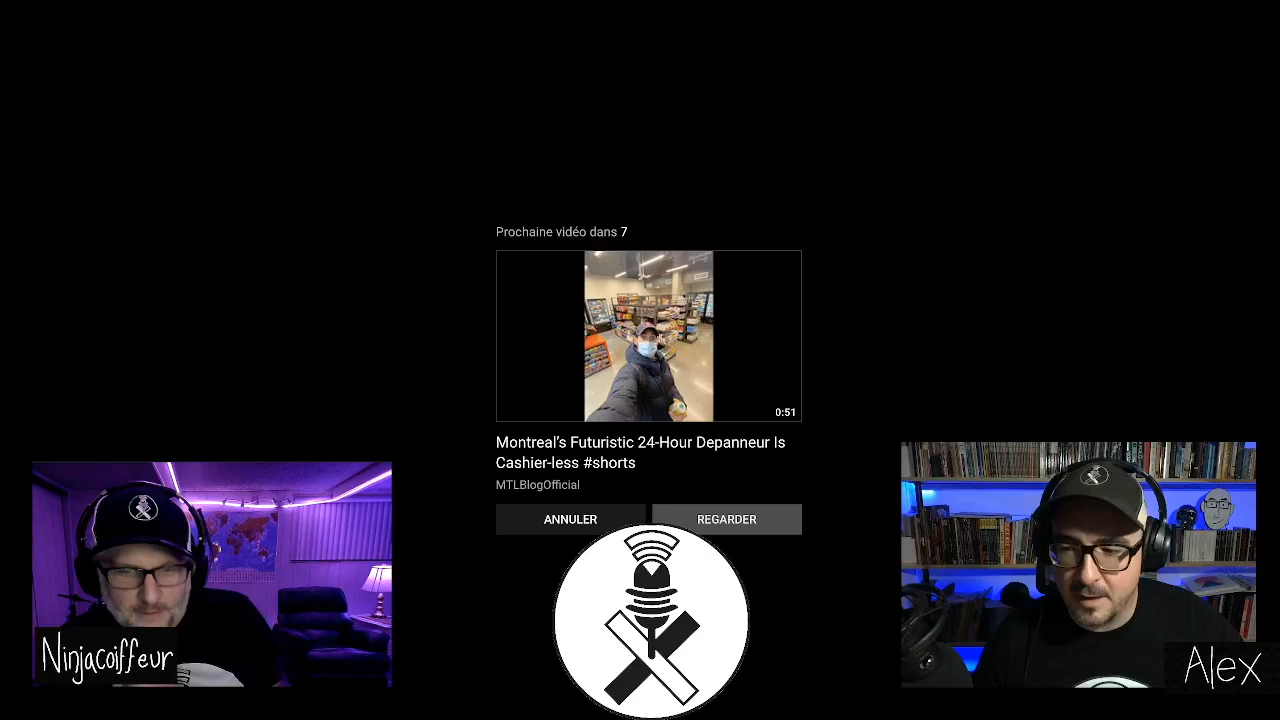 Prochaine vidéo dans 7
0:51
Montreal’s Futuristic 24-Hour Depanneur Is
Cashier-less #shorts
MTLBlogOfficial
ANNULER
REGARDER
Ninjacoiffeur
Alex